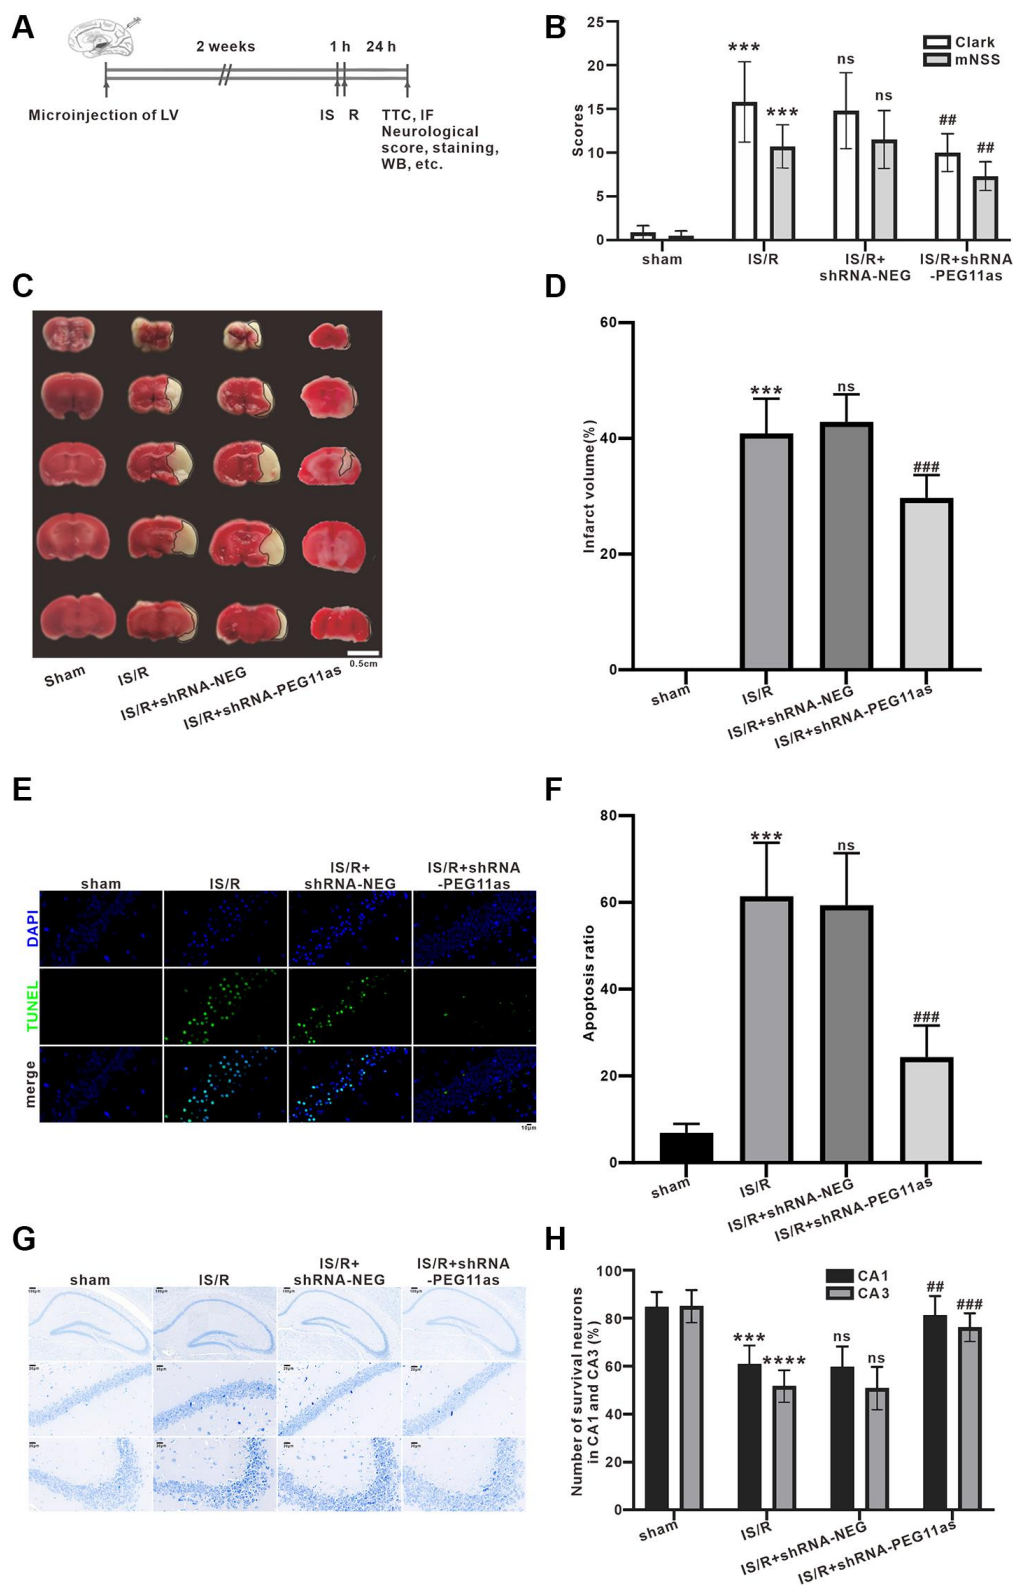 A
2 weeks
1 h
24 h
Microinjection of LV
IS
R
TTC, IF
Neurological
score, staining,
WB, etc.
B
Scores
25
20
15
10
5
0
Clark
mNSS
***
***
ns
ns
##
##
sham
IS/R
IS/R+
shRNA-NEG
IS/R+shRNA
-PEG11as
C
0.5cm
Sham
IS/R
IS/R+shRNA-NEG
IS/R+shRNA-PEG11as
D
Infarct volume(%)
60
40
20
0
***
ns
###
sham
IS/R
IS/R+shRNA-NEG
IS/R+shRNA-PEG11as
E
sham
IS/R
IS/R+
shRNA-NEG
IS/R+shRNA
-PEG11as
DAPI
TUNEL
merge
10μm
F
Apoptosis ratio
80
60
40
20
0
***
ns
###
sham
IS/R
IS/R+shRNA-NEG
IS/R+shRNA-PEG11as
G
sham
IS/R
IS/R+
shRNA-NEG
IS/R+shRNA
-PEG11as
H
Number of survival neurons
in CA1 and CA3 (%)
100
80
60
40
20
0
CA1
CA3
***
****
ns
ns
##
###
sham
IS/R
IS/R+shRNA-NEG
IS/R+shRNA-PEG11as